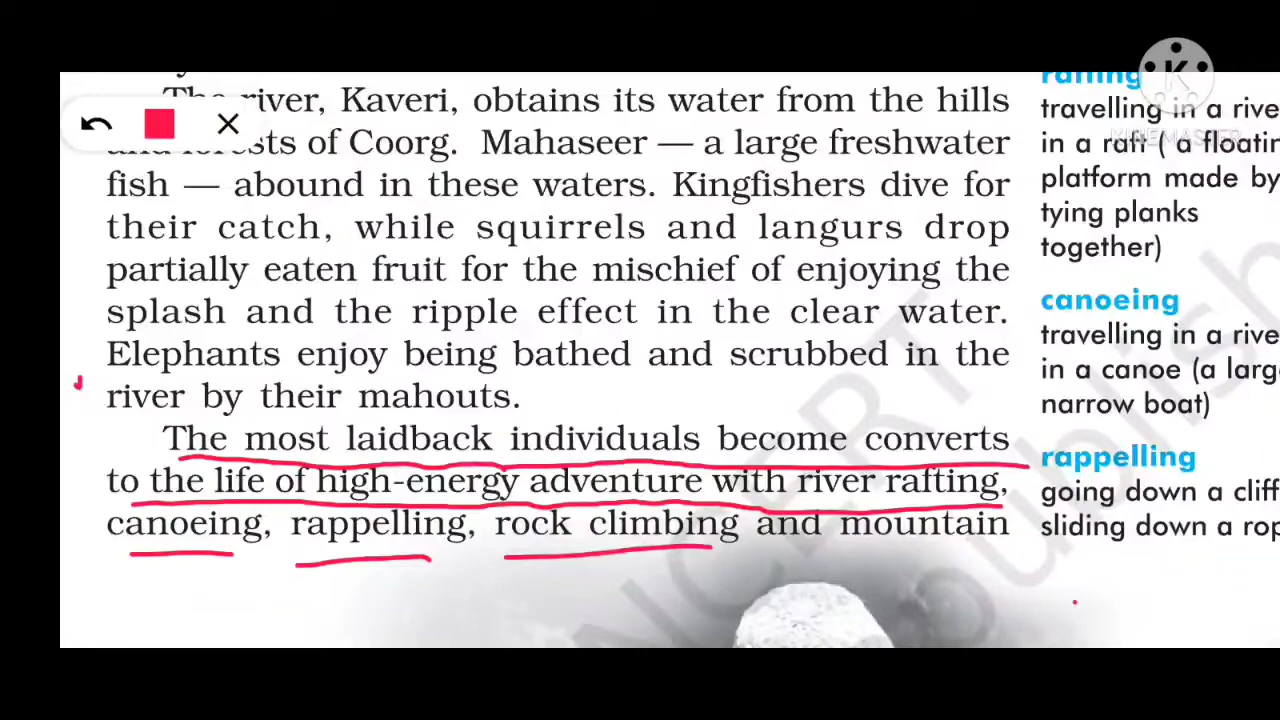 The river, Kaveri, obtains its water from the hills
and forests of Coorg. Mahaseer — a large freshwater
fish — abound in these waters. Kingfishers dive for
their catch, while squirrels and langurs drop
partially eaten fruit for the mischief of enjoying the
splash and the ripple effect in the clear water.
Elephants enjoy being bathed and scrubbed in the
river by their mahouts.
The most laidback individuals become converts
to the life of high-energy adventure with river rafting,
canoeing, rappelling, rock climbing and mountain
rafting
travelling in a rive
in a raft ( a floatin
platform made by
tying planks
together)
canoeing
travelling in a rive
in a canoe (a larg
narrow boat)
rappelling
going down a cliff
sliding down a rop
K
KINEMASTER
NCERT
publish